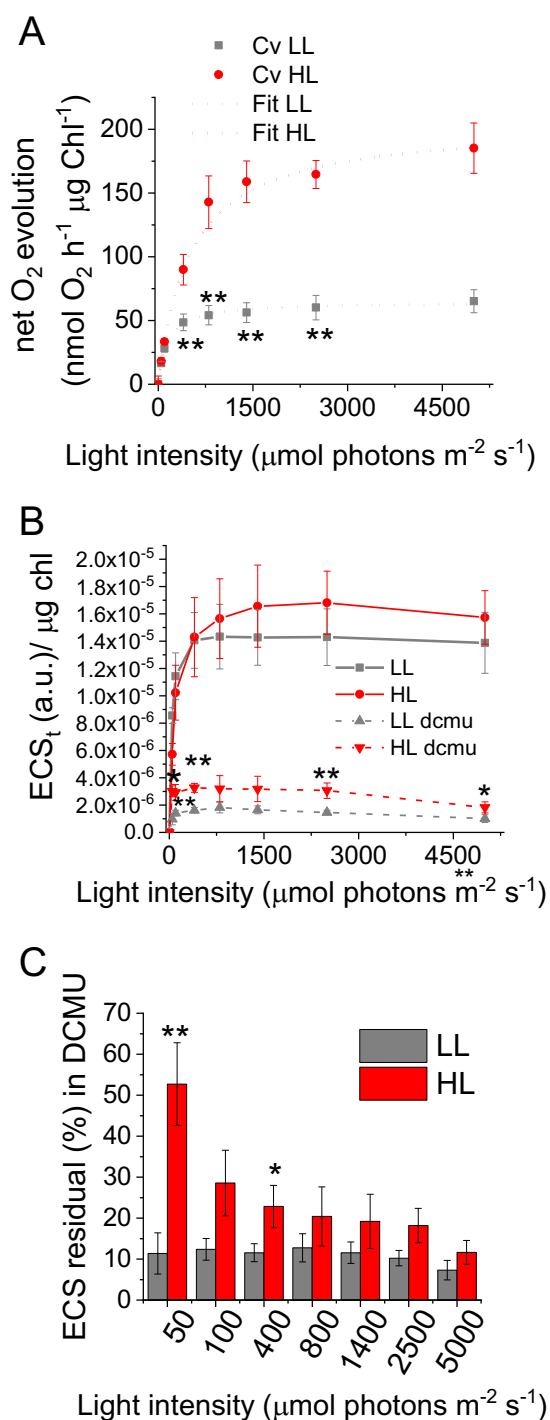 A
Cv LL
Cv HL
Fit LL
Fit HL
net O₂ evolution
(nmol O₂ h⁻¹ μg Chl⁻¹)
200
150
100
50
0
**
**
**
**
0
1500
3000
4500
Light intensity (μmol photons m⁻² s⁻¹)
B
ECSₜ (a.u.)/ μg chl
2.0x10⁻⁵
1.8x10⁻⁵
1.6x10⁻⁵
1.4x10⁻⁵
1.2x10⁻⁵
1.0x10⁻⁵
8.0x10⁻⁶
6.0x10⁻⁶
4.0x10⁻⁶
2.0x10⁻⁶
0.0
LL
HL
LL dcmu
HL dcmu
*
**
**
**
*
0
1500
3000
4500
**
Light intensity (μmol photons m⁻² s⁻¹)
C
ECS residual (%) in DCMU
70
60
50
40
30
20
10
0
**
*
LL
HL
50
100
400
800
1400
2500
5000
Light intensity (μmol photons m⁻² s⁻¹)